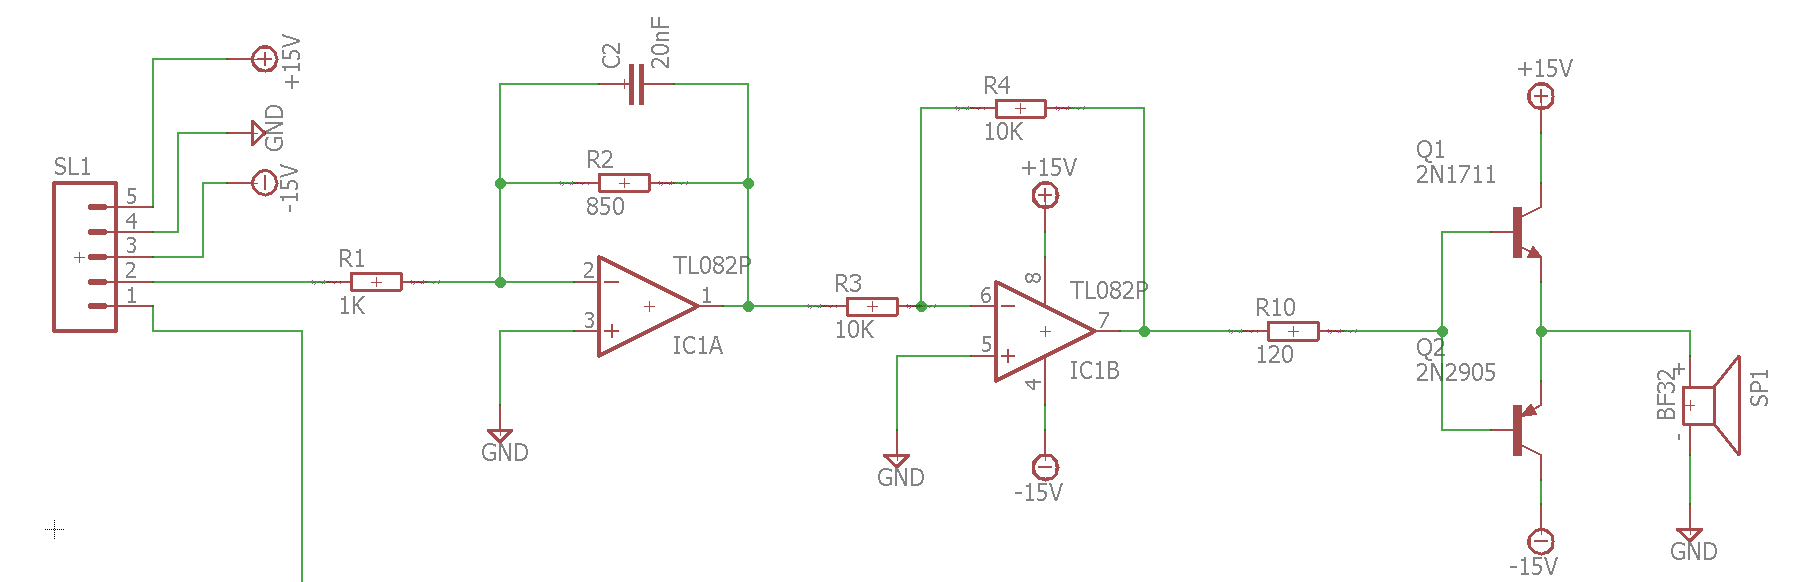 SL1
5
4
3
2
1
+15V
GND
-15V
R1
1K
C2
20nF
R2
850
TL082P
2
3
1
IC1A
GND
R3
10K
R4
10K
+15V
8
TL082P
6
5
7
4
IC1B
GND
-15V
R10
120
+15V
Q1
2N1711
Q2
2N2905
-15V
BF32
+
-
SP1
GND